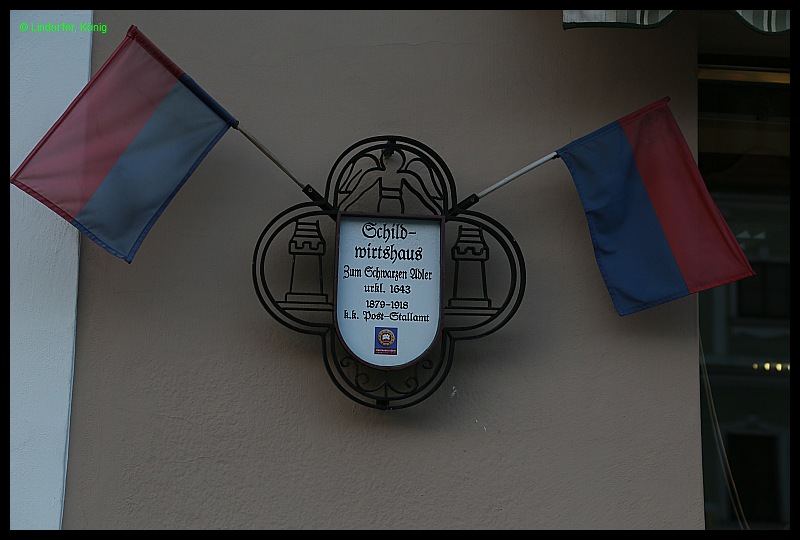 © Lindorfer, König
Schild-
wirtshaus
Zum Schwarzen Adler
urkl. 1643
1879-1918
k.k. Post-Stallamt